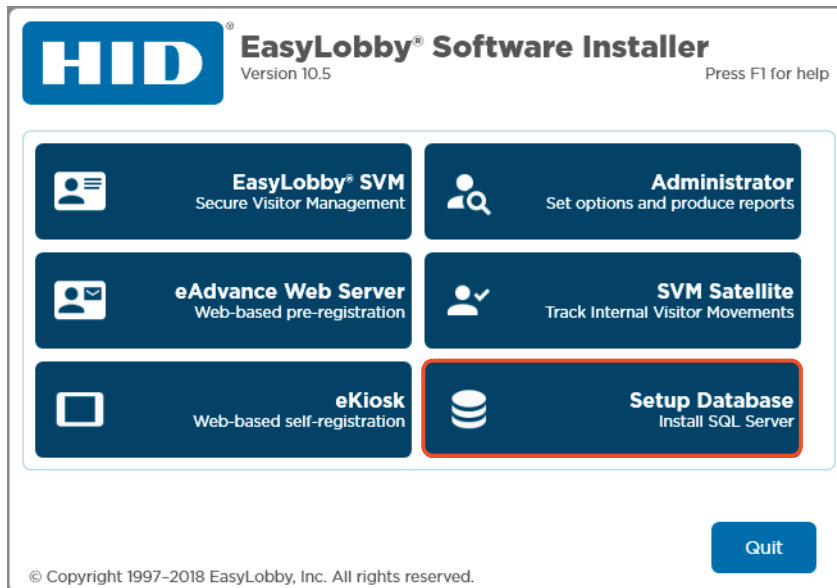 HID® EasyLobby® Software Installer
Version 10.5
Press F1 for help
EasyLobby® SVM
Secure Visitor Management
Administrator
Set options and produce reports
eAdvance Web Server
Web-based pre-registration
SVM Satellite
Track Internal Visitor Movements
eKiosk
Web-based self-registration
Setup Database
Install SQL Server
Quit
© Copyright 1997-2018 EasyLobby, Inc. All rights reserved.